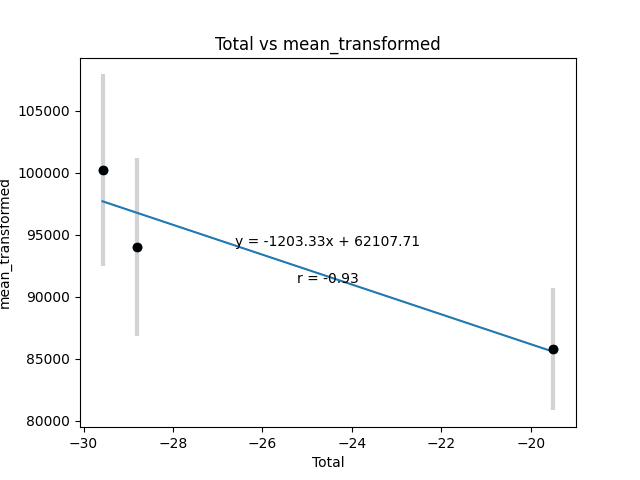 Total vs mean_transformed
mean_transformed
105000
100000
95000
90000
85000
80000
y = -1203.33x + 62107.71
r = -0.93
−30
−28
−26
−24
−22
−20
Total